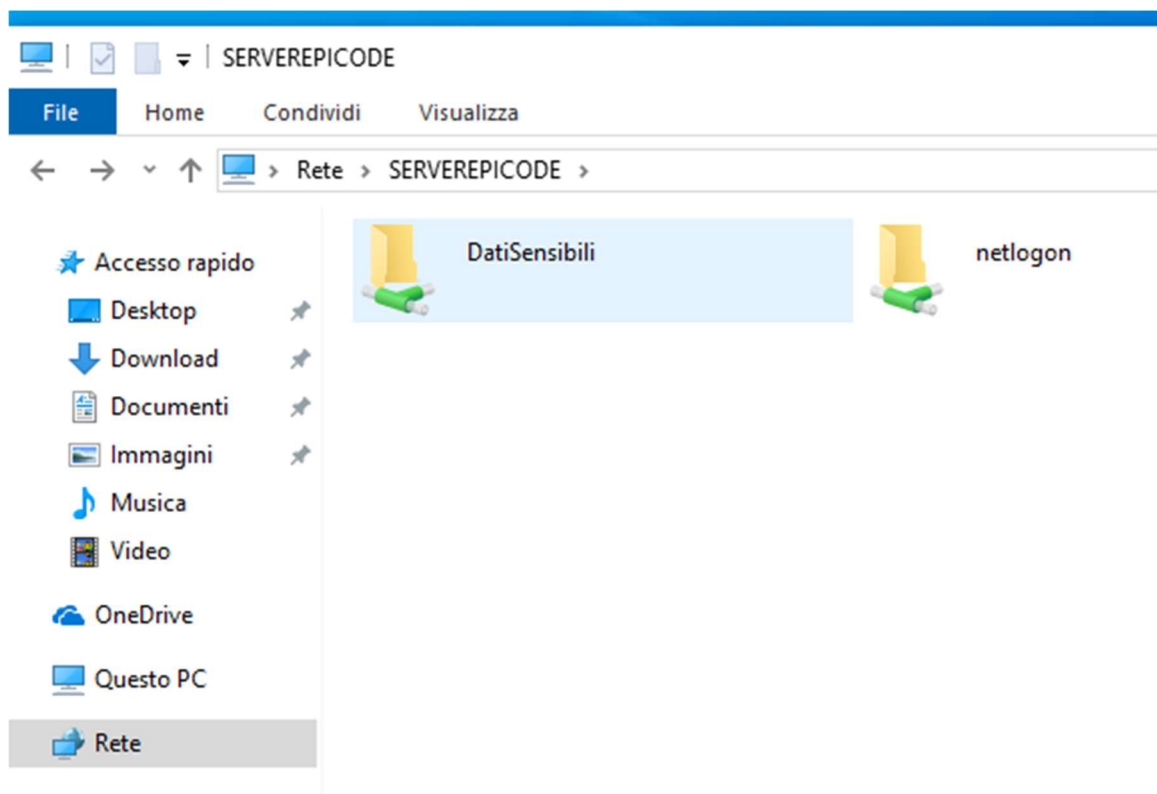 SERVEREPICODE
File Home Condividi Visualizza
Rete SERVEREPICODE
DatiSensibili netlogon
Accesso rapido
Desktop
Download
Documenti
Immagini
Musica
Video
OneDrive
Questo PC
Rete